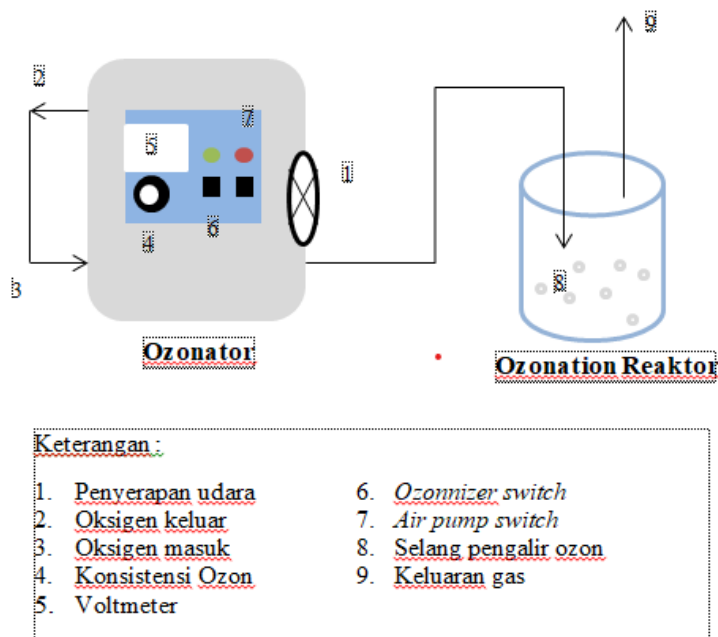 9
2
7
5
1
6
4
8
3
Ozonator
Ozonation Reaktor
Keterangan :
1. Penyerapan udara
2. Oksigen keluar
3. Oksigen masuk
4. Konsistensi Ozon
5. Voltmeter
6. Ozonnizer switch
7. Air pump switch
8. Selang pengalir ozon
9. Keluaran gas